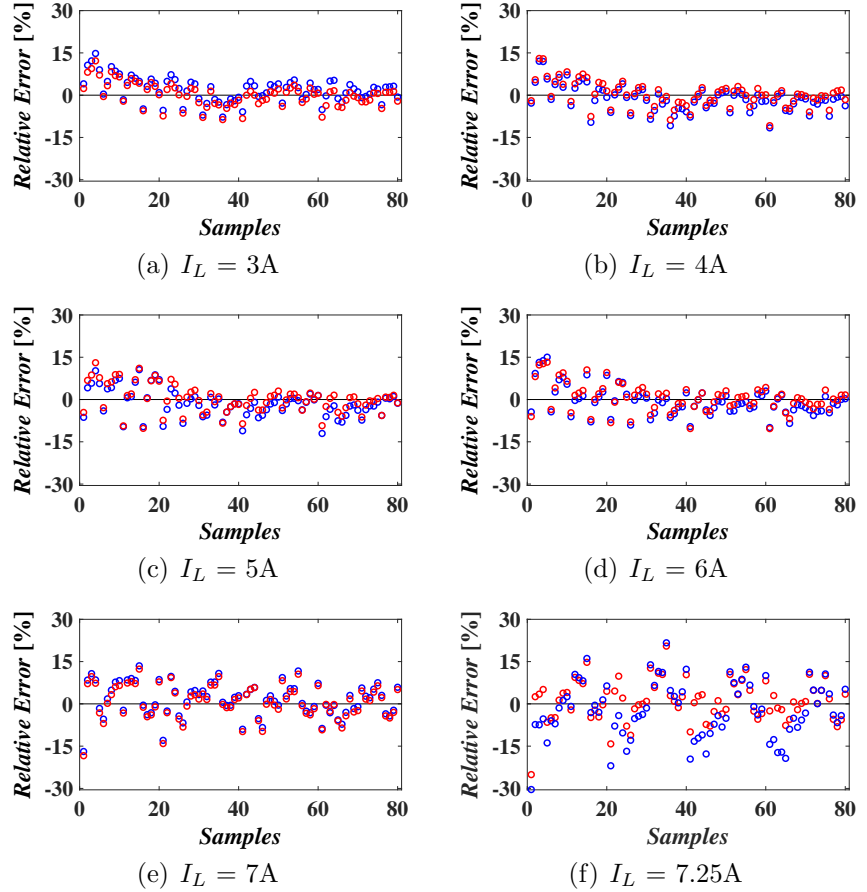 Relative Error [%]
30
15
0
-15
-30
0 20 40 60 80
Samples
(a) I_L = 3A
Relative Error [%]
30
15
0
-15
-30
0 20 40 60 80
Samples
(b) I_L = 4A
Relative Error [%]
30
15
0
-15
-30
0 20 40 60 80
Samples
(c) I_L = 5A
Relative Error [%]
30
15
0
-15
-30
0 20 40 60 80
Samples
(d) I_L = 6A
Relative Error [%]
30
15
0
-15
-30
0 20 40 60 80
Samples
(e) I_L = 7A
Relative Error [%]
30
15
0
-15
-30
0 20 40 60 80
Samples
(f) I_L = 7.25A